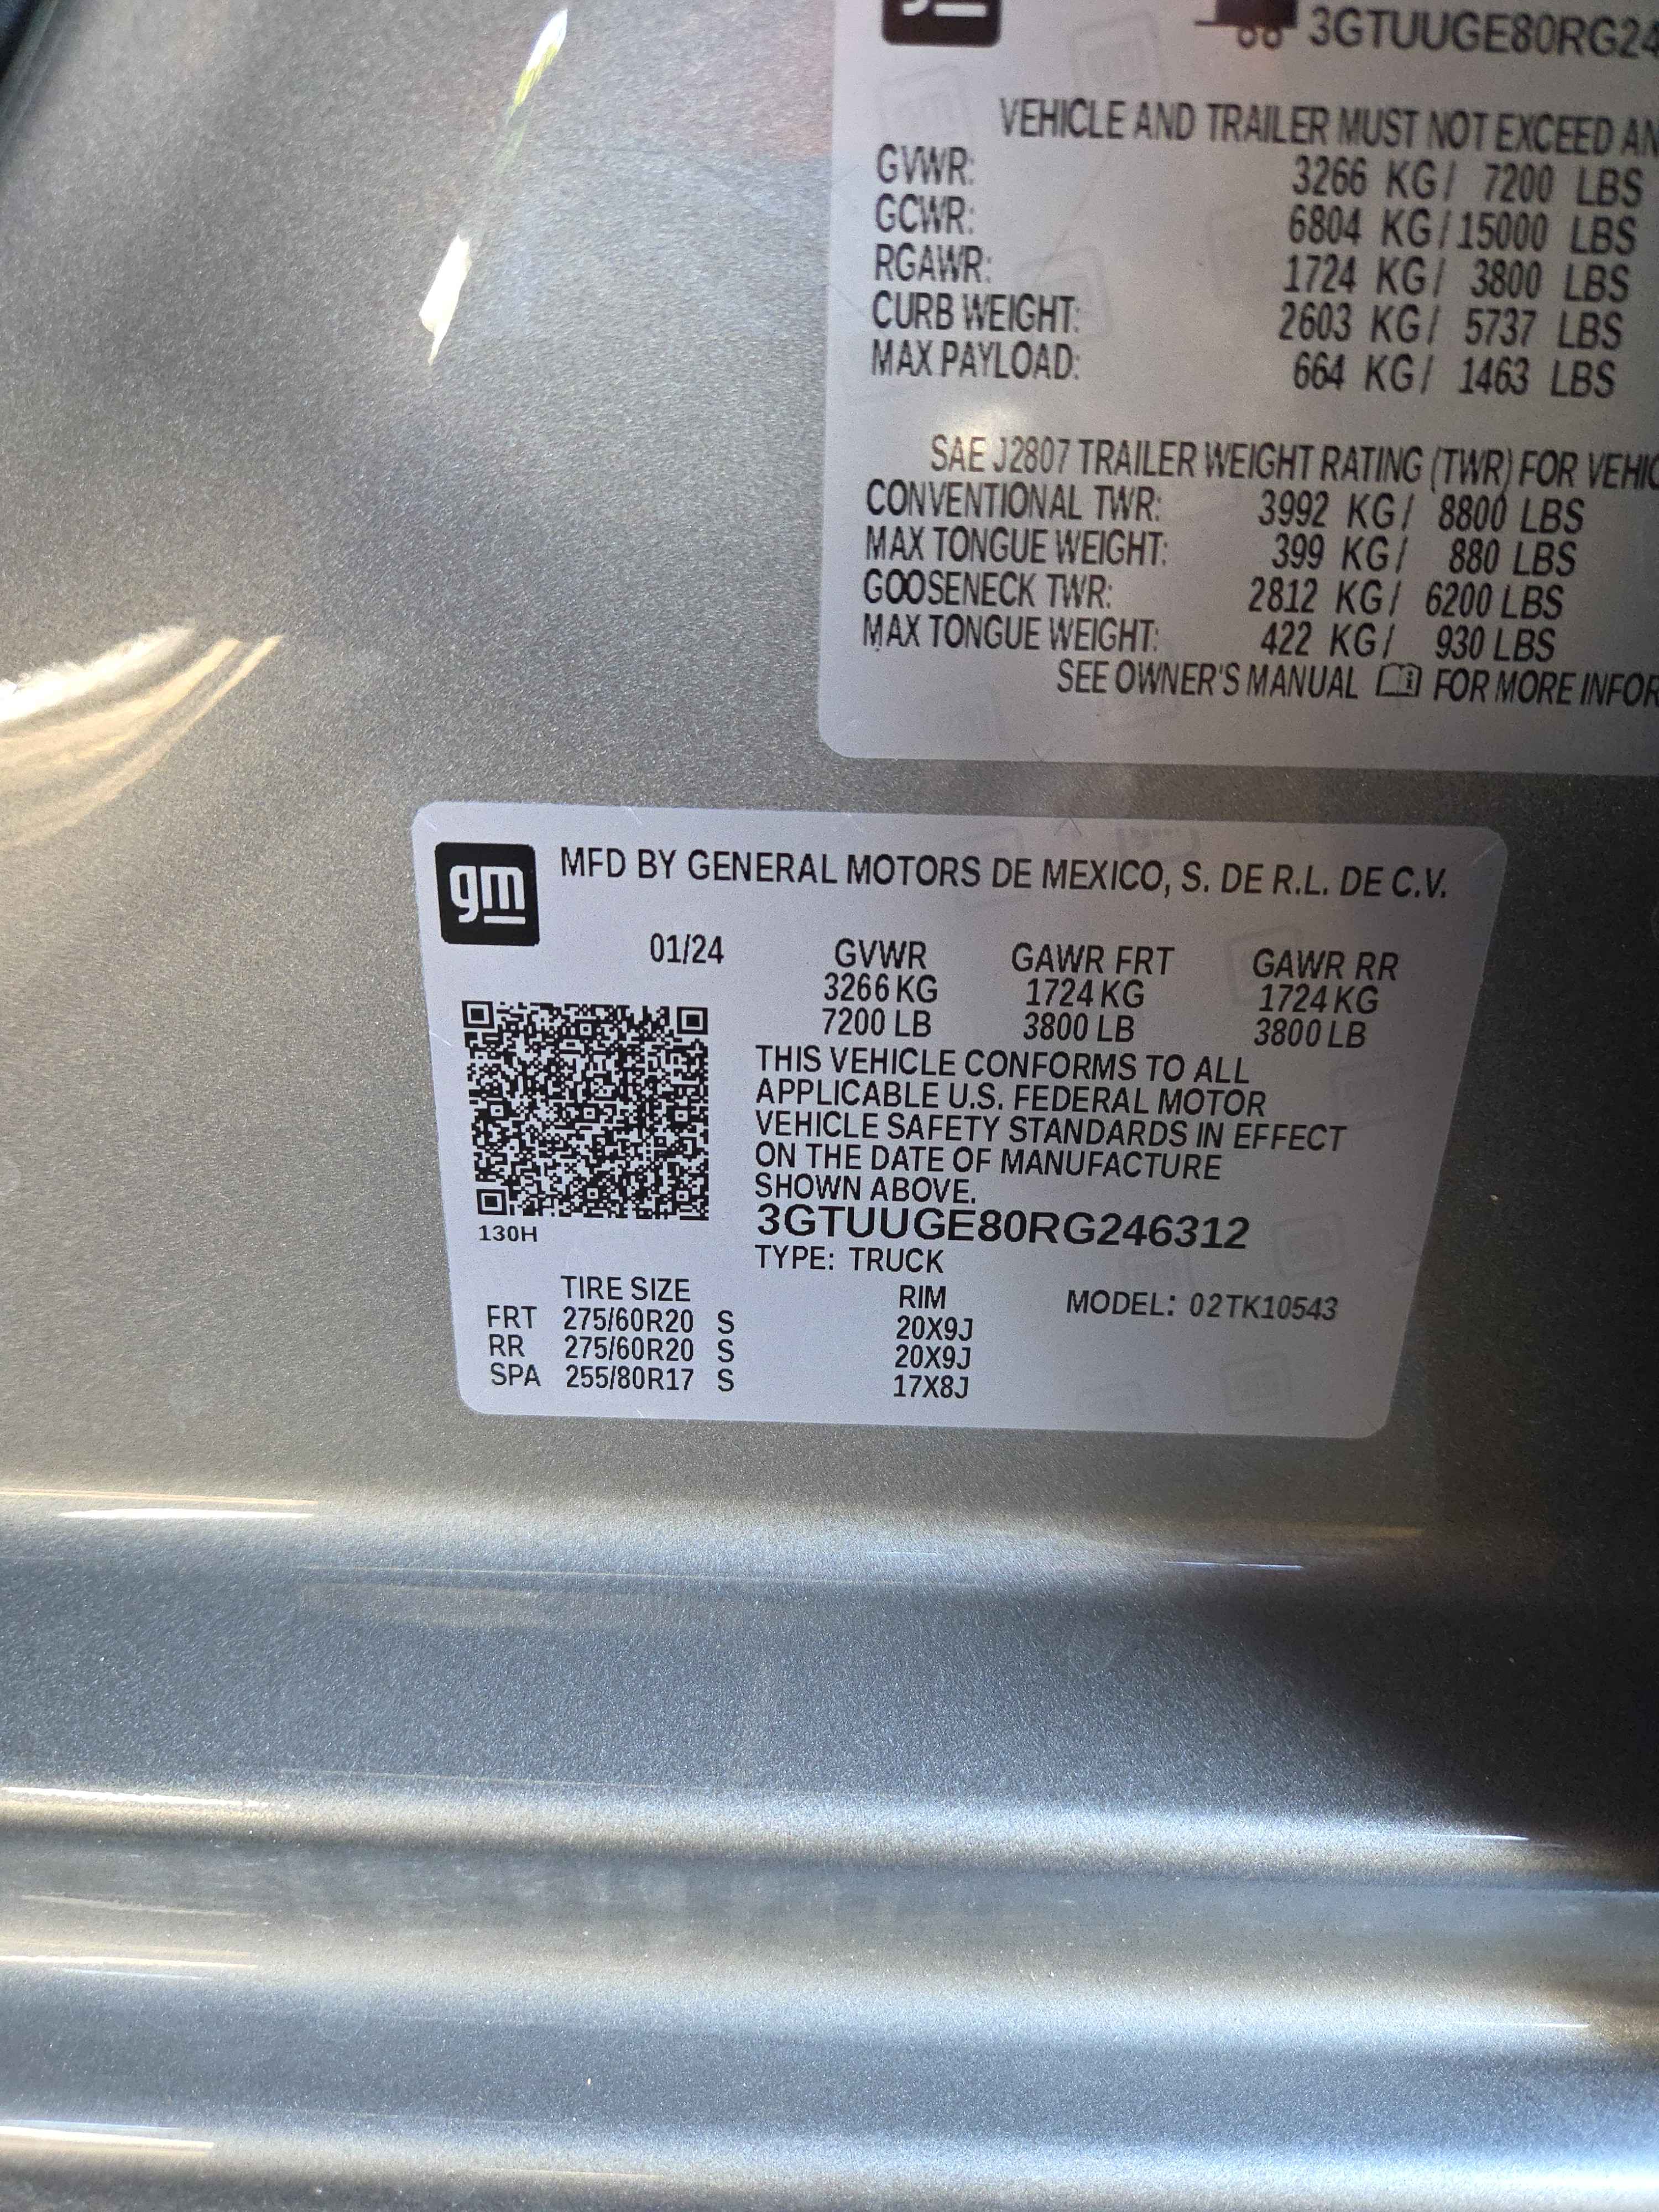 gm
3GTUUGE80RG24
VEHICLE AND TRAILER MUST NOT EXCEED
GVWR: 3266 KG/ 7200 LBS
GCWR: 6804 KG/15000 LBS
RGAWR: 1724 KG/ 3800 LBS
CURB WEIGHT: 2603 KG/ 5737 LBS
MAX PAYLOAD: 664 KG/ 1463 LBS
SAE J2807 TRAILER WEIGHT RATING (TWR) FOR
CONVENTIONAL TWR: 3992 KG/ 8800 LBS
MAX TONGUE WEIGHT: 399 KG/ 880 LBS
GOOSENECK TWR: 2812 KG/ 6200 LBS
MAX TONGUE WEIGHT: 422 KG/ 930 LBS
SEE OWNER'S MANUAL FOR MORE INFOR
gm MFD BY GENERAL MOTORS DE MEXICO, S. DE R.L. DE C.V.
01/24 GVWR GAWR FRT GAWR RR
3266 KG 1724 KG 1724 KG
7200 LB 3800 LB 3800 LB
THIS VEHICLE CONFORMS TO ALL
APPLICABLE U.S. FEDERAL MOTOR
VEHICLE SAFETY STANDARDS IN EFFECT
ON THE DATE OF MANUFACTURE
SHOWN ABOVE.
130H 3GTUUGE80RG246312
TYPE: TRUCK
TIRE SIZE RIM MODEL: 02TK10543
FRT 275/60R20 S 20X9J
RR 275/60R20 S 20X9J
SPA 255/80R17 S 17X8J